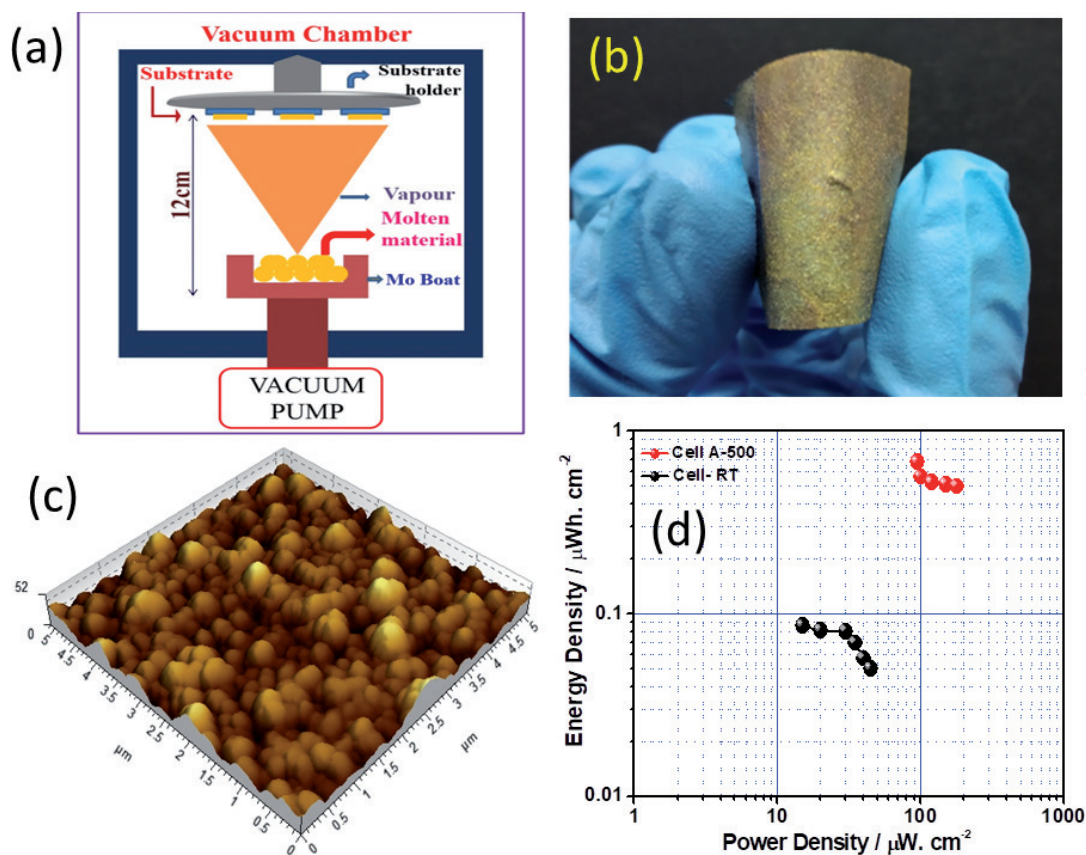 (a)
Vacuum Chamber
Substrate
Substrate
holder
12cm
Vapour
Molten
material
Mo Boat
VACUUM
PUMP
(b)
(c)
52
0
5
4.5
4
3.5
3
2.5
2
1.5
1
0.5
0
µm
0
0.5
1
1.5
2
2.5
3
3.5
4
4.5
5
µm
(d)
Cell A-500
Cell- RT
1
0.1
0.01
Energy Density / µWh. cm⁻²
1
10
100
1000
Power Density / µW. cm⁻²